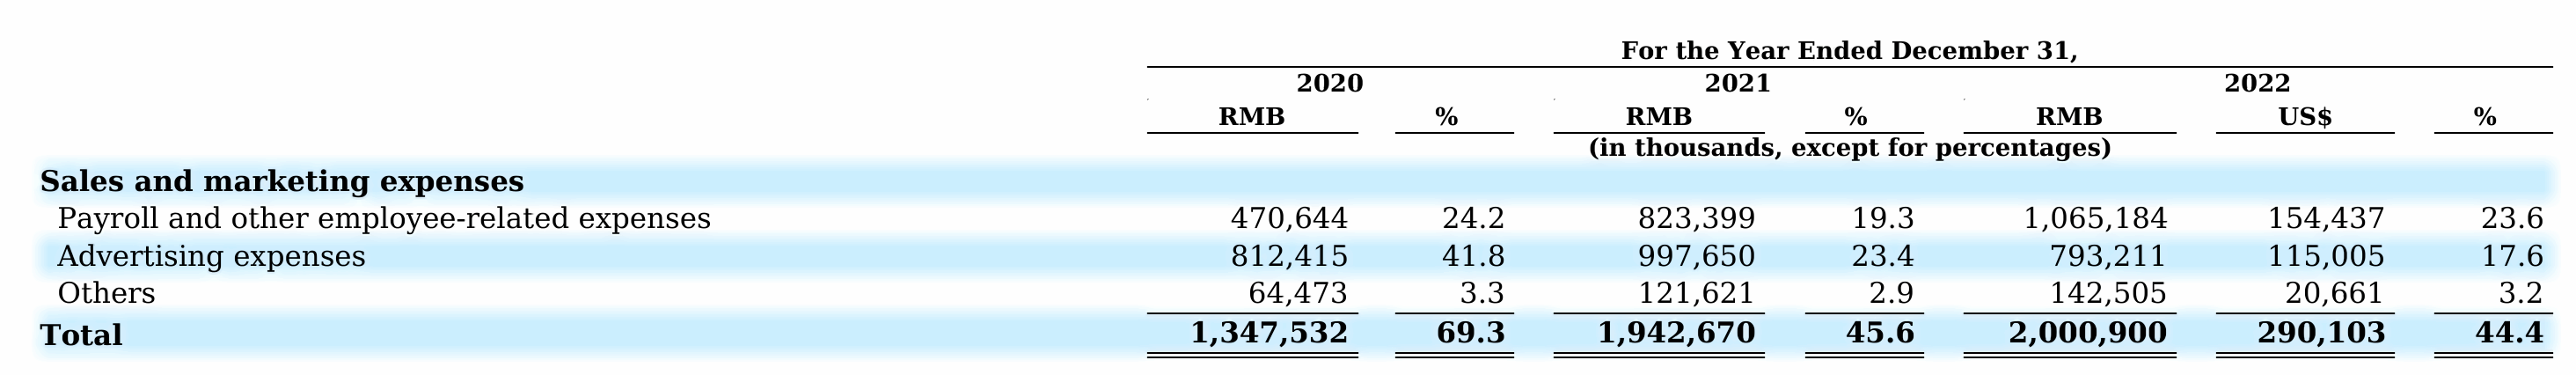 For the Year Ended December 31,
2020 2021 2022
RMB % RMB % RMB US$ %
(in thousands, except for percentages)
Sales and marketing expenses
Payroll and other employee-related expenses 470,644 24.2 823,399 19.3 1,065,184 154,437 23.6
Advertising expenses 812,415 41.8 997,650 23.4 793,211 115,005 17.6
Others 64,473 3.3 121,621 2.9 142,505 20,661 3.2
Total 1,347,532 69.3 1,942,670 45.6 2,000,900 290,103 44.4